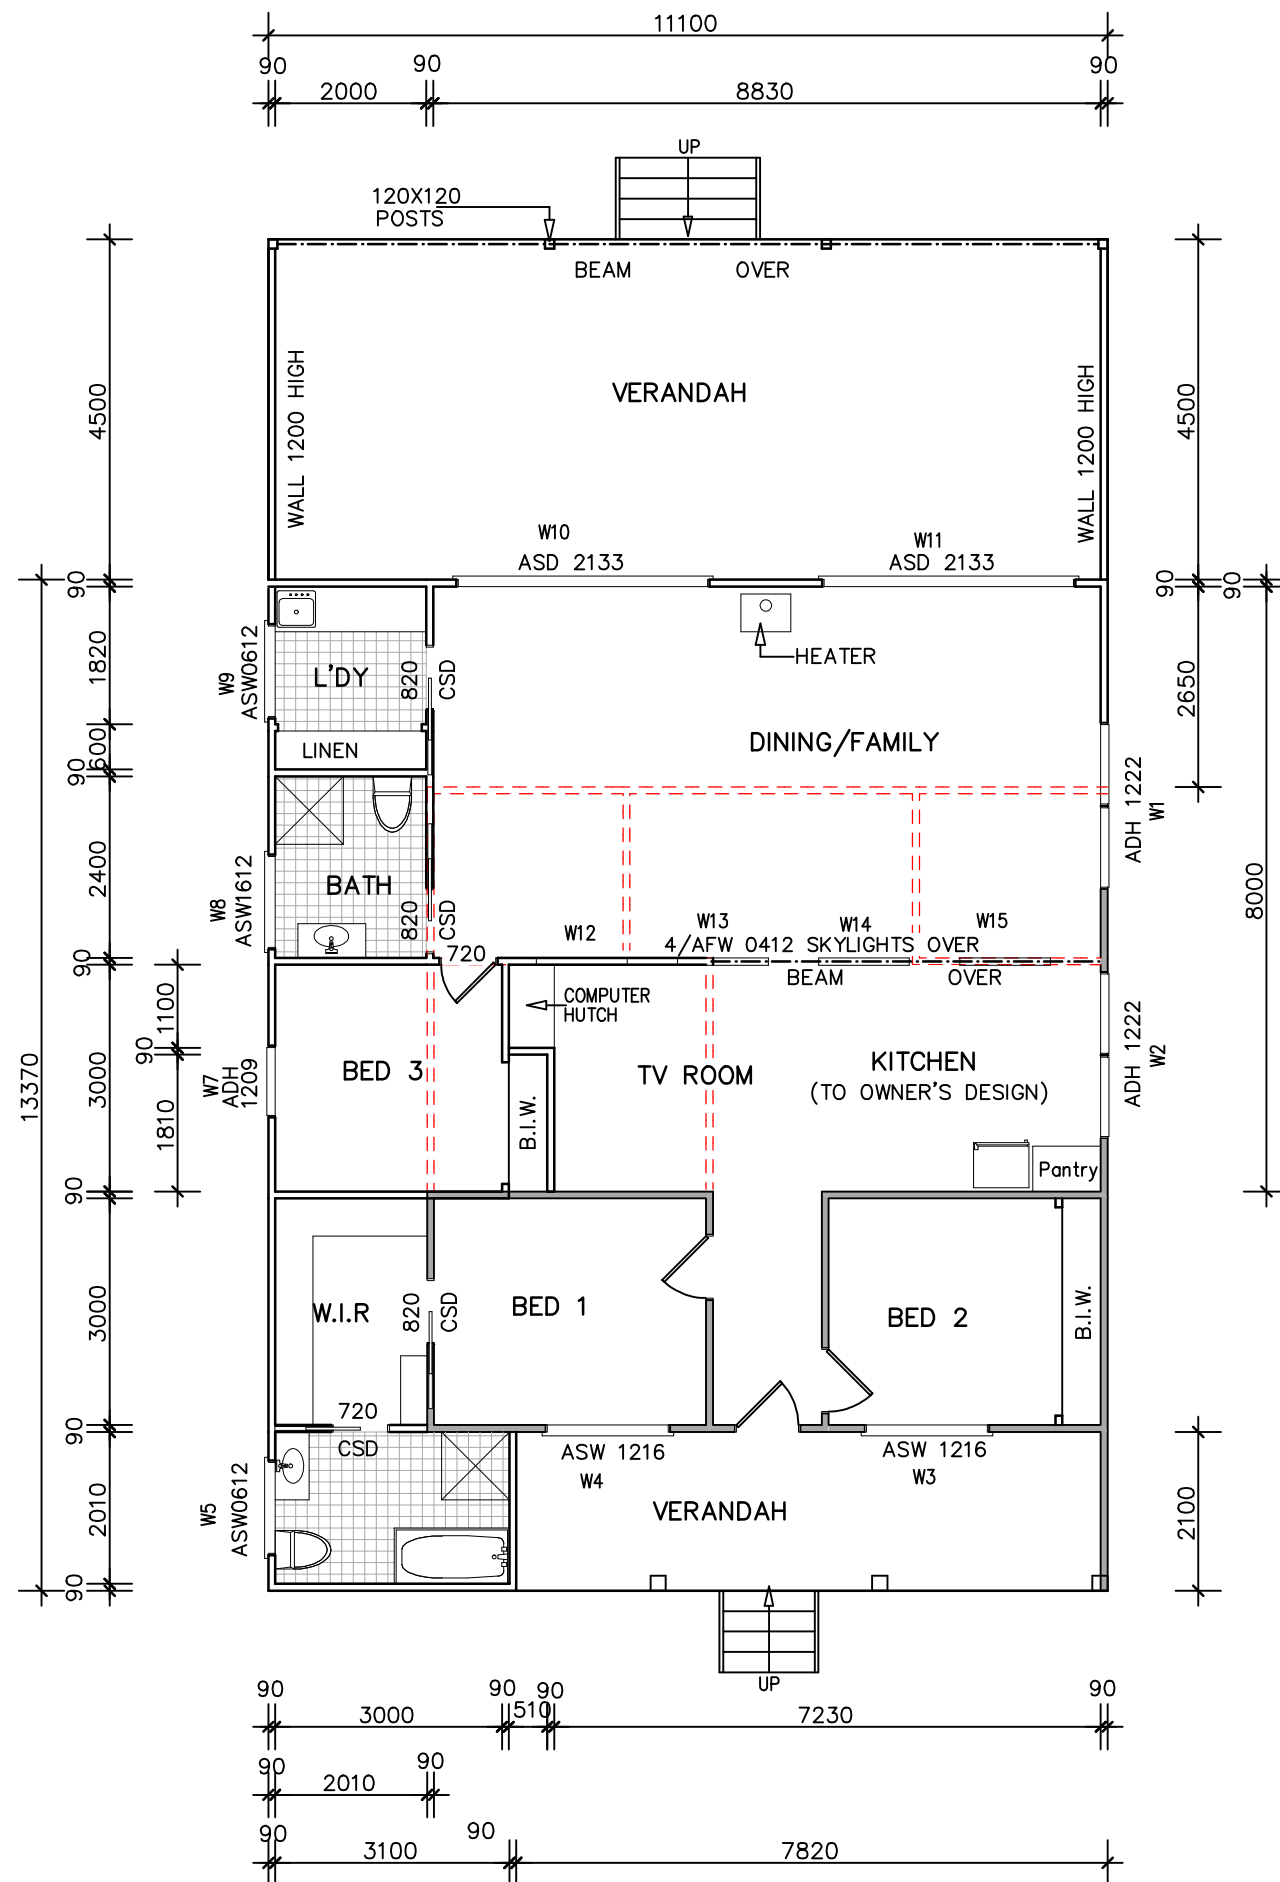 11100
90
90
90
2000
8830
UP
120X120
POSTS
BEAM
OVER
WALL 1200 HIGH
VERANDAH
WALL 1200 HIGH
4500
4500
W10
ASD 2133
W11
ASD 2133
90
90
90
W9
ASW0612
1820
L'DY
820
CSD
HEATER
2650
600
LINEN
DINING/FAMILY
90
ADH 1222
W1
2400
W8
ASW1612
BATH
820
CSD
8000
W12
W13
W14
W15
4/AFW 0412 SKYLIGHTS OVER
720
BEAM
OVER
90
1100
COMPUTER
HUTCH
90
13370
3000
W7
ADH
1209
BED 3
TV ROOM
KITCHEN
(TO OWNER'S DESIGN)
ADH 1222
W2
1810
B.I.W.
Pantry
90
3000
W.I.R
820
CSD
BED 1
BED 2
B.I.W.
90
720
CSD
ASW 1216
W4
ASW 1216
W3
2010
W5
ASW0612
VERANDAH
2100
90
UP
90
3000
90
510
90
7230
90
90
2010
90
90
3100
90
7820